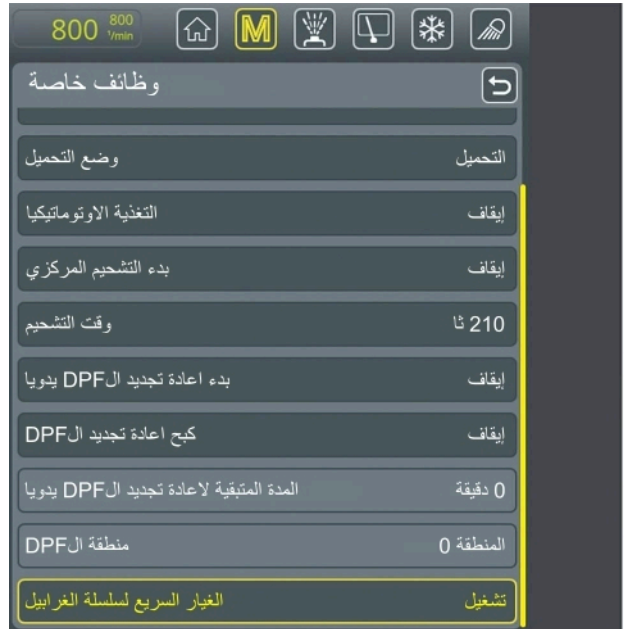 800 800 1/min M
وظائف خاصة
وضع التحميل التحميل
التغذية الاوتوماتيكيا إيقاف
بدء التشحيم المركزي إيقاف
وقت التشحيم 210 ثا
بدء اعادة تجديد الDPF يدويا إيقاف
كبح اعادة تجديد الDPF إيقاف
المدة المتبقية لاعادة تجديد الDPF يدويا 0 دقيقة
منطقة الDPF المنطقة 0
الغيار السريع لسلسلة الغرابيل تشغيل